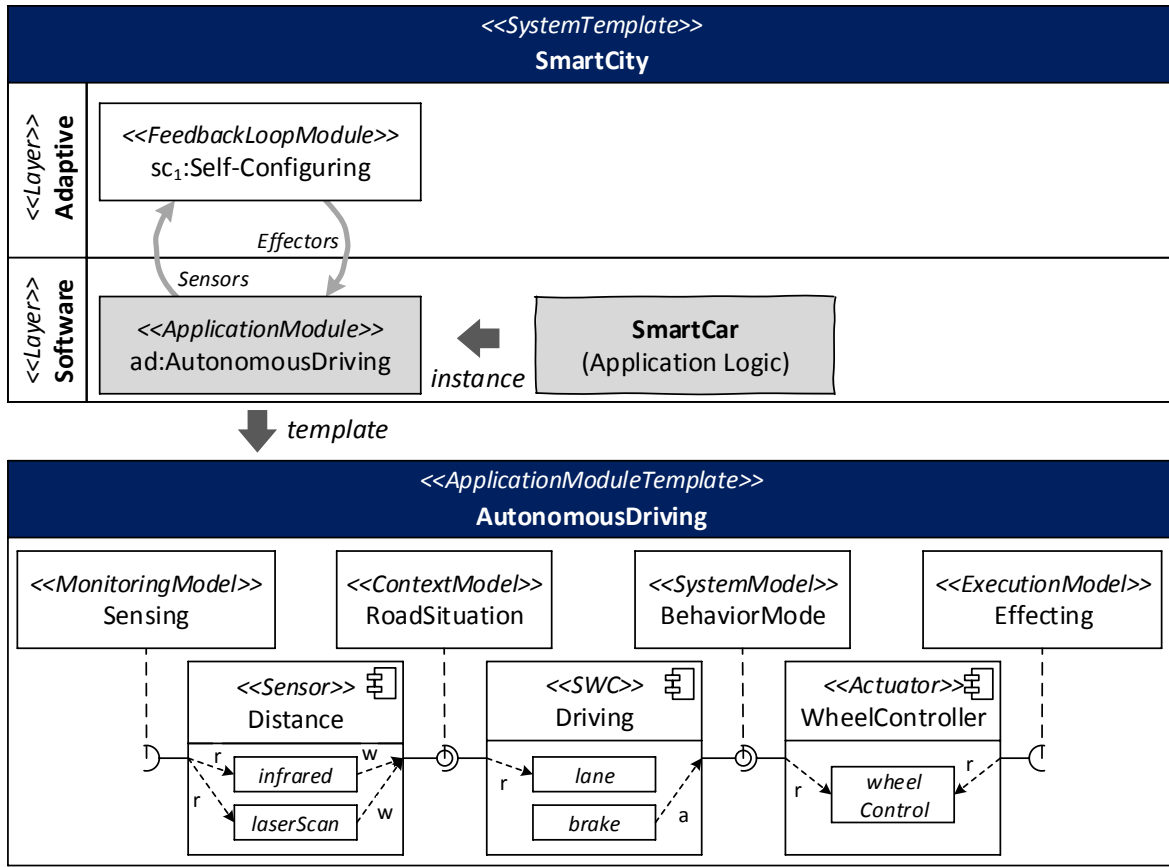 <<SystemTemplate>>
SmartCity
<<Layer>>
Adaptive
<<FeedbackLoopModule>>
sc1:Self-Configuring
Effectors
Sensors
<<Layer>>
Software
<<ApplicationModule>>
ad:AutonomousDriving
instance
SmartCar
(Application Logic)
template
<<ApplicationModuleTemplate>>
AutonomousDriving
<<MonitoringModel>>
Sensing
<<ContextModel>>
RoadSituation
<<SystemModel>>
BehaviorMode
<<ExecutionModel>>
Effecting
<<Sensor>>
Distance
r
infrared
w
r
laserScan
w
<<SWC>>
Driving
r
lane
brake
a
<<Actuator>>
WheelController
r
wheel
Control
r